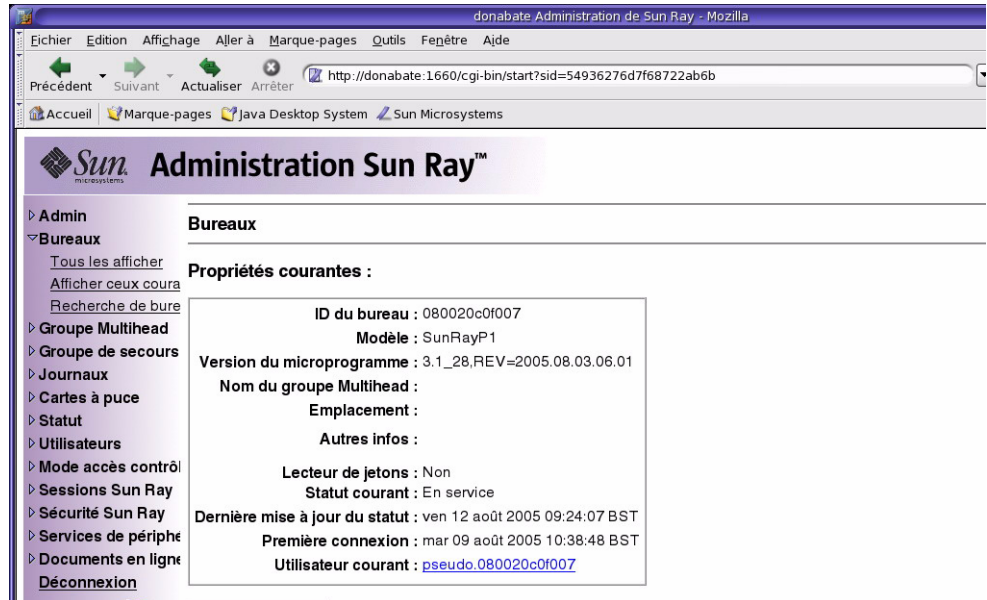 donabate Administration de Sun Ray - Mozilla
Fichier Edition Affichage Aller à Marque-pages Outils Fenêtre Aide
Précédent Suivant Actualiser Arrêter http://donabate:1660/cgi-bin/start?sid=54936276d7f68722ab6b
Accueil Marque-pages Java Desktop System Sun Microsystems
Sun microsystems Administration Sun Ray™
Admin
Bureaux
Tous les afficher
Afficher ceux coura
Recherche de bure
Groupe Multihead
Groupe de secours
Journaux
Cartes à puce
Statut
Utilisateurs
Mode accès contrôl
Sessions Sun Ray
Sécurité Sun Ray
Services de périphé
Documents en ligne
Déconnexion
Bureaux
Propriétés courantes :
ID du bureau : 080020c0f007
Modèle : SunRayP1
Version du microprogramme : 3.1_28,REV=2005.08.03.06.01
Nom du groupe Multihead :
Emplacement :
Autres infos :
Lecteur de jetons : Non
Statut courant : En service
Dernière mise à jour du statut : ven 12 août 2005 09:24:07 BST
Première connexion : mar 09 août 2005 10:38:48 BST
Utilisateur courant : pseudo.080020c0f007